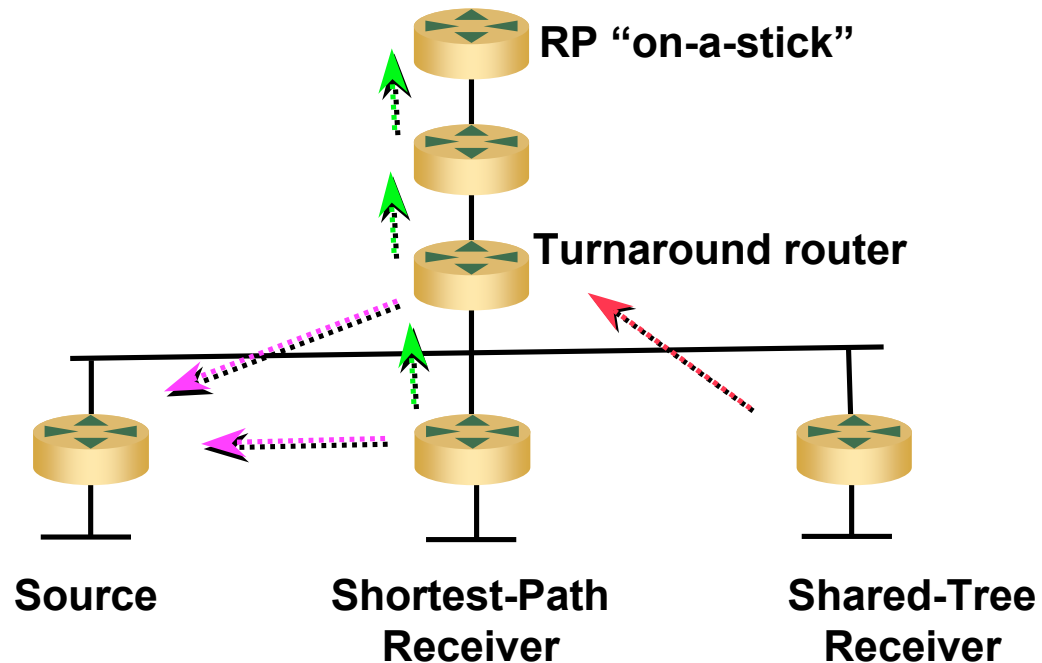 RP “on-a-stick”
Turnaround router
Source
Shortest-Path
Receiver
Shared-Tree
Receiver